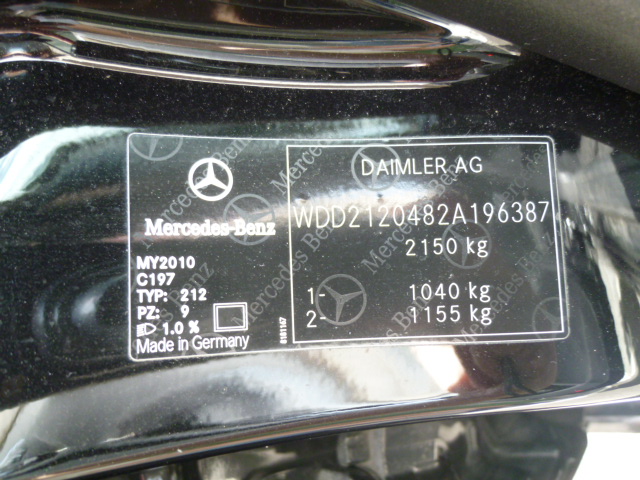 Mercedes-Benz
MY2010
C197
TYP: 212
PZ: 9
1.0 %
Made in Germany
8181167
DAIMLER AG
WDD2120482A196387
2150 kg
1- 1040 kg
2- 1155 kg